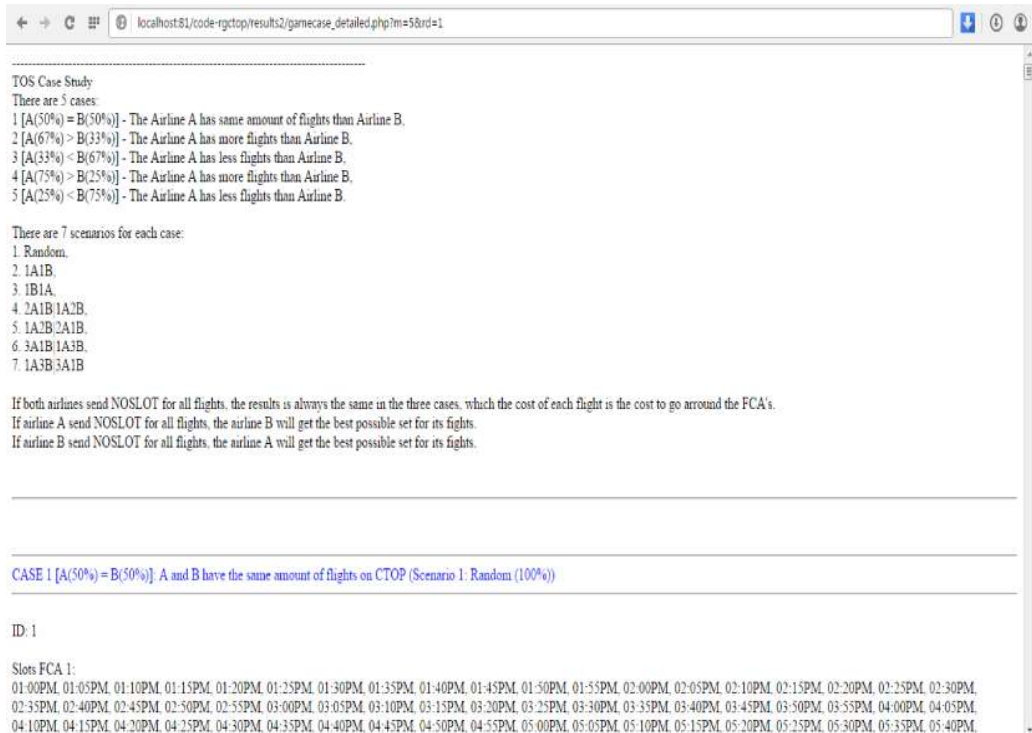 localhost:81/code-rgctop/results2/gamecase_detailed.php?m=5&rd=1
------------------------------------------------------------------------------------------
TOS Case Study
There are 5 cases:
1 [A(50%) = B(50%)] - The Airline A has same amount of flights than Airline B,
2 [A(67%) > B(33%)] - The Airline A has more flights than Airline B,
3 [A(33%) < B(67%)] - The Airline A has less flights than Airline B,
4 [A(75%) > B(25%)] - The Airline A has more flights than Airline B,
5 [A(25%) < B(75%)] - The Airline A has less flights than Airline B.
There are 7 scenarios for each case:
1. Random,
2. 1A1B,
3. 1B1A,
4. 2A1B|1A2B,
5. 1A2B|2A1B,
6. 3A1B|1A3B,
7. 1A3B|3A1B
If both airlines send NOSLOT for all flights, the results is always the same in the three cases, which the cost of each flight is the cost to go arround the FCA's.
If airline A send NOSLOT for all flights, the airline B will get the best possible set for its fights.
If airline B send NOSLOT for all flights, the airline A will get the best possible set for its fights.
CASE 1 [A(50%) = B(50%)]: A and B have the same amount of flights on CTOP (Scenario 1: Random (100%))
ID: 1
Slots FCA 1:
01:00PM, 01:05PM, 01:10PM, 01:15PM, 01:20PM, 01:25PM, 01:30PM, 01:35PM, 01:40PM, 01:45PM, 01:50PM, 01:55PM, 02:00PM, 02:05PM, 02:10PM, 02:15PM, 02:20PM, 02:25PM, 02:30PM,
02:35PM, 02:40PM, 02:45PM, 02:50PM, 02:55PM, 03:00PM, 03:05PM, 03:10PM, 03:15PM, 03:20PM, 03:25PM, 03:30PM, 03:35PM, 03:40PM, 03:45PM, 03:50PM, 03:55PM, 04:00PM, 04:05PM,
04:10PM, 04:15PM, 04:20PM, 04:25PM, 04:30PM, 04:35PM, 04:40PM, 04:45PM, 04:50PM, 04:55PM, 05:00PM, 05:05PM, 05:10PM, 05:15PM, 05:20PM, 05:25PM, 05:30PM, 05:35PM, 05:40PM,